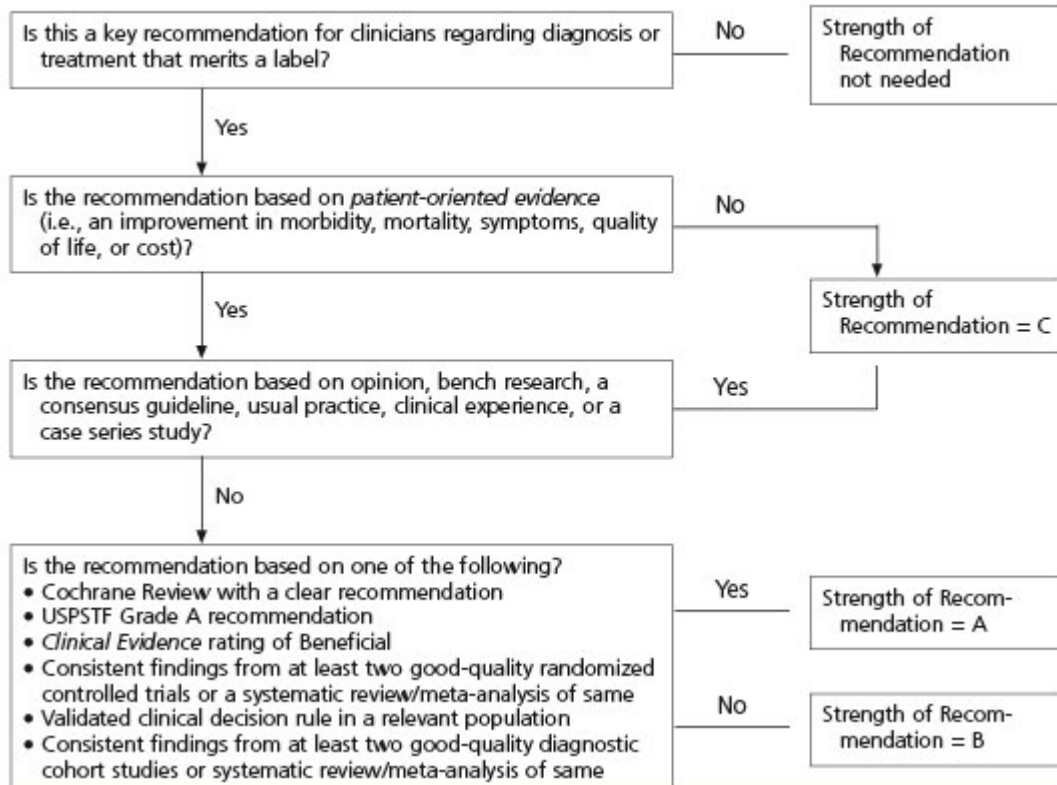 Is this a key recommendation for clinicians regarding diagnosis or
treatment that merits a label?
No
Strength of
Recommendation
not needed
Yes
Is the recommendation based on patient-oriented evidence
(i.e., an improvement in morbidity, mortality, symptoms, quality
of life, or cost)?
No
Strength of
Recommendation = C
Yes
Is the recommendation based on opinion, bench research, a
consensus guideline, usual practice, clinical experience, or a
case series study?
Yes
No
Is the recommendation based on one of the following?
• Cochrane Review with a clear recommendation
• USPSTF Grade A recommendation
• Clinical Evidence rating of Beneficial
• Consistent findings from at least two good-quality randomized
controlled trials or a systematic review/meta-analysis of same
• Validated clinical decision rule in a relevant population
• Consistent findings from at least two good-quality diagnostic
cohort studies or systematic review/meta-analysis of same
Yes
Strength of Recom-
mendation = A
No
Strength of Recom-
mendation = B